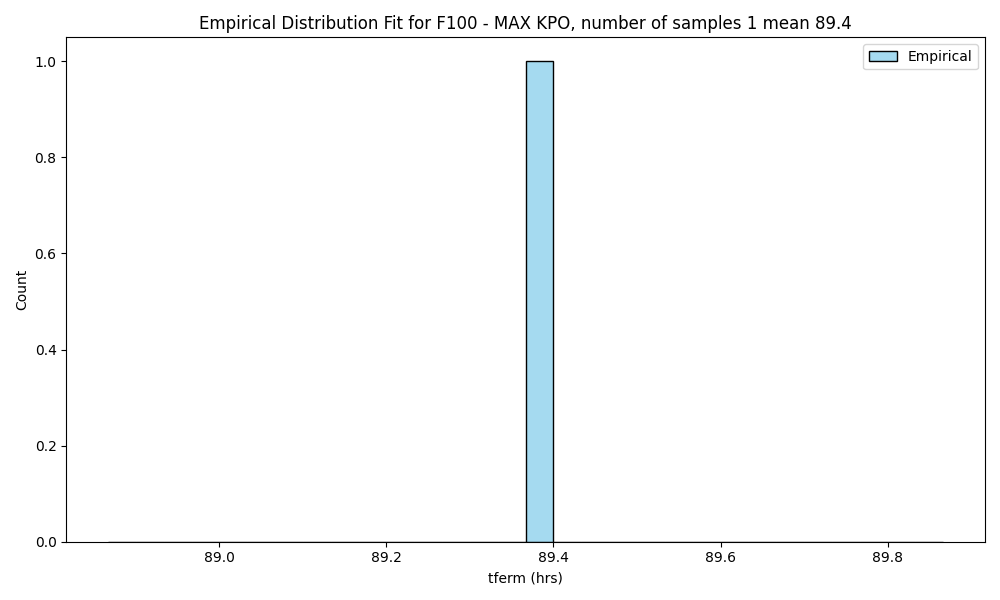 Empirical Distribution Fit for F100 - MAX KPO, number of samples 1 mean 89.4
Empirical
1.0
0.8
0.6
0.4
0.2
0.0
Count
89.0 89.2 89.4 89.6 89.8
tferm (hrs)